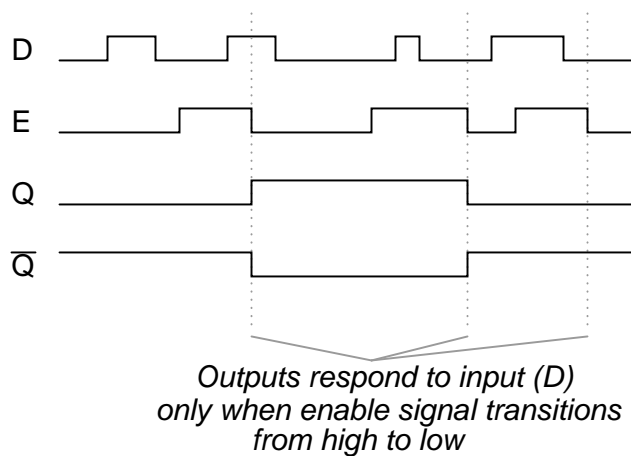 D
E
Q
Q̅
Outputs respond to input (D)
only when enable signal transitions
from high to low